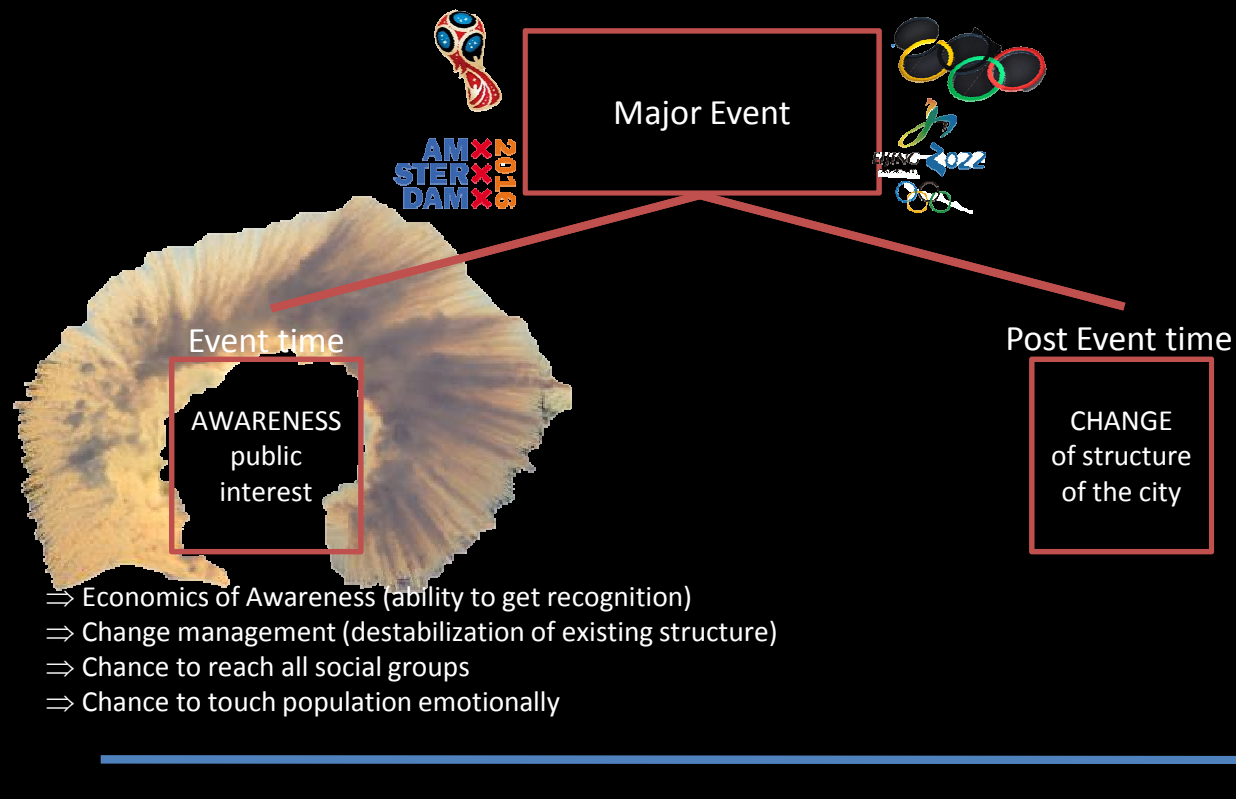 Major Event
AM
STER
DAM
2016
2022
Event time
Post Event time
AWARENESS
public
interest
CHANGE
of structure
of the city
⇒ Economics of Awareness (ability to get recognition)
⇒ Change management (destabilization of existing structure)
⇒ Chance to reach all social groups
⇒ Chance to touch population emotionally